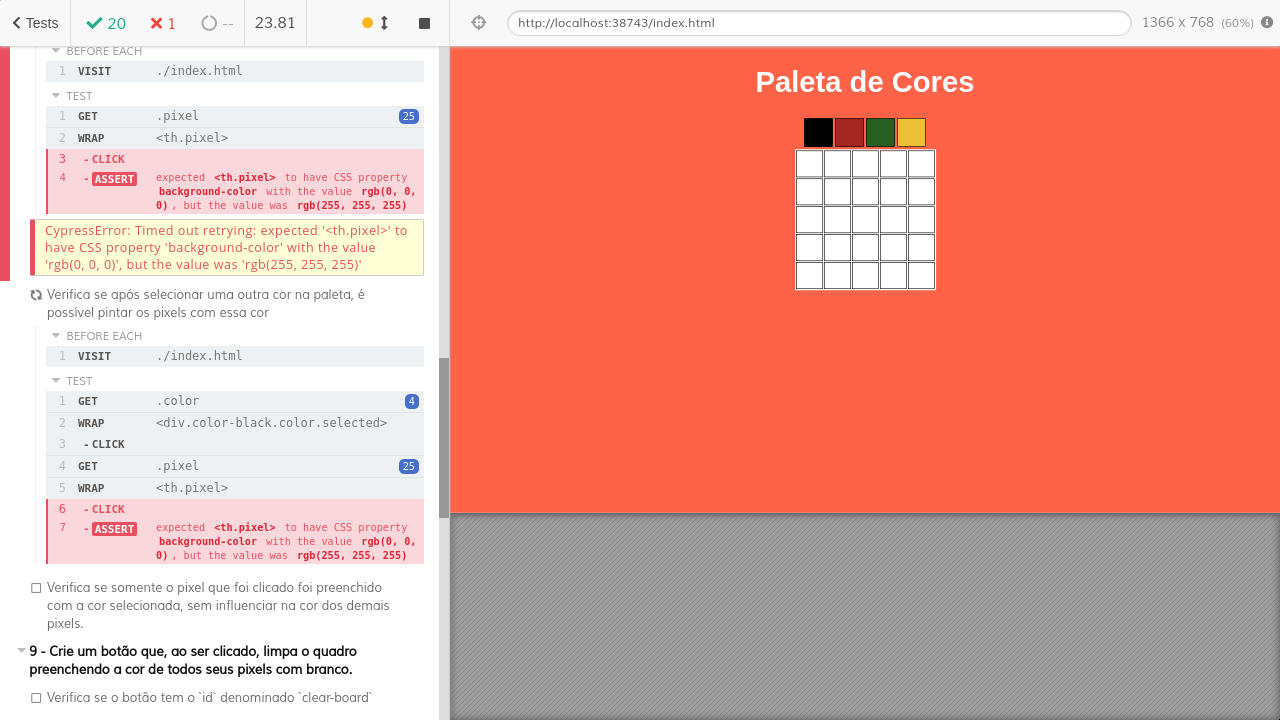 Tests
20
1
--
23.81
http://localhost:38743/index.html
1366 x 768 (60%)
BEFORE EACH
1 VISIT ./index.html
TEST
1 GET .pixel 25
2 WRAP <th.pixel>
3 - CLICK
4 - ASSERT expected <th.pixel> to have CSS property
background-color with the value rgb(0, 0,
0) , but the value was rgb(255, 255, 255)
CypressError: Timed out retrying: expected '<th.pixel>' to
have CSS property 'background-color' with the value
'rgb(0, 0, 0)', but the value was 'rgb(255, 255, 255)'
Verifica se após selecionar uma outra cor na paleta, é
possível pintar os pixels com essa cor
BEFORE EACH
1 VISIT ./index.html
TEST
1 GET .color 4
2 WRAP <div.color-black.color.selected>
3 - CLICK
4 GET .pixel 25
5 WRAP <th.pixel>
6 - CLICK
7 - ASSERT expected <th.pixel> to have CSS property
background-color with the value rgb(0, 0,
0) , but the value was rgb(255, 255, 255)
Verifica se somente o pixel que foi clicado foi preenchido
com a cor selecionada, sem influenciar na cor dos demais
pixels.
9 - Crie um botão que, ao ser clicado, limpa o quadro
preenchendo a cor de todos seus pixels com branco.
Verifica se o botão tem o `id` denominado `clear-board`
Paleta de Cores